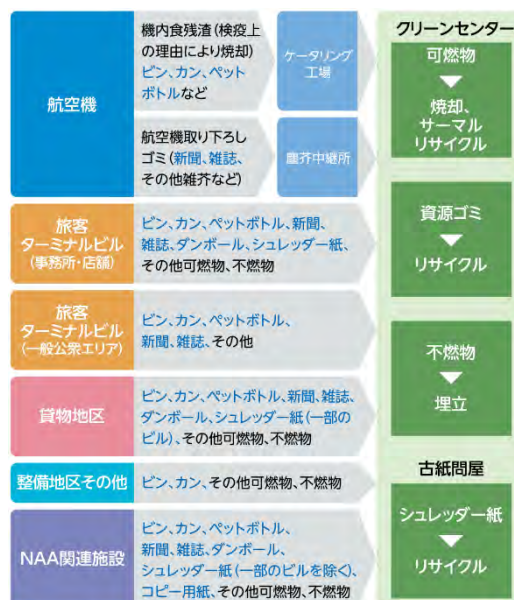 航空機
機内食残渣(検疫上
の理由により焼却)
ビン、カン、ペット
ボトルなど
ケータリング
工場
航空機取り下ろし
ゴミ(新聞、雑誌、
その他雑芥など)
塵芥中継所
旅客
ターミナルビル
(事務所・店舗)
ビン、カン、ペットボトル、新聞、
雑誌、ダンボール、シュレッダー紙、
その他可燃物、不燃物
旅客
ターミナルビル
(一般公衆エリア)
ビン、カン、ペットボトル、
新聞、雑誌、その他
貨物地区
ビン、カン、ペットボトル、新聞、雑誌、
ダンボール、シュレッダー紙(一部の
ビル)、その他可燃物、不燃物
整備地区その他
ビン、カン、その他可燃物、不燃物
NAA関連施設
ビン、カン、ペットボトル、
新聞、雑誌、ダンボール、
シュレッダー紙(一部のビルを除く)、
コピー用紙、その他可燃物、不燃物
クリーンセンター
可燃物
焼却、
サーマル
リサイクル
資源ゴミ
リサイクル
不燃物
埋立
古紙問屋
シュレッダー紙
リサイクル